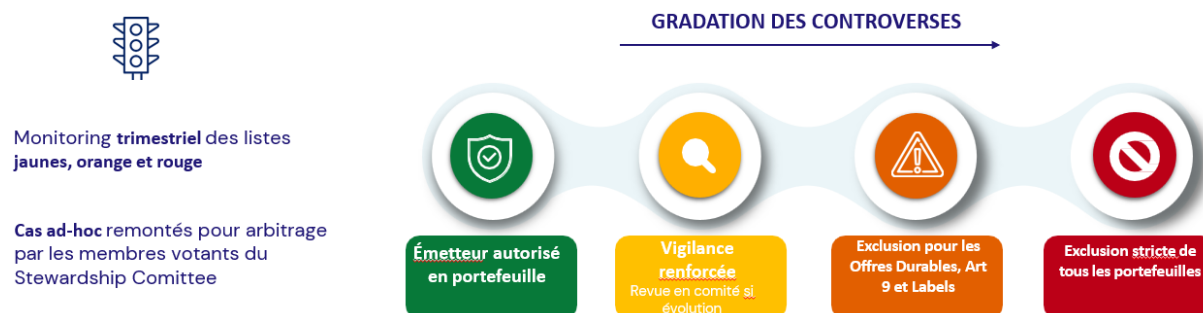 GRADATION DES CONTROVERSES
Monitoring trimestriel des listes
jaunes, orange et rouge
Cas ad-hoc remontés pour arbitrage
par les membres votants du
Stewardship Comittee
Émetteur autorisé
en portefeuille
Vigilance
renforcée
Revue en comité si
évolution
Exclusion pour les
Offres Durables, Art
9 et Labels
Exclusion stricte de
tous les portefeuilles